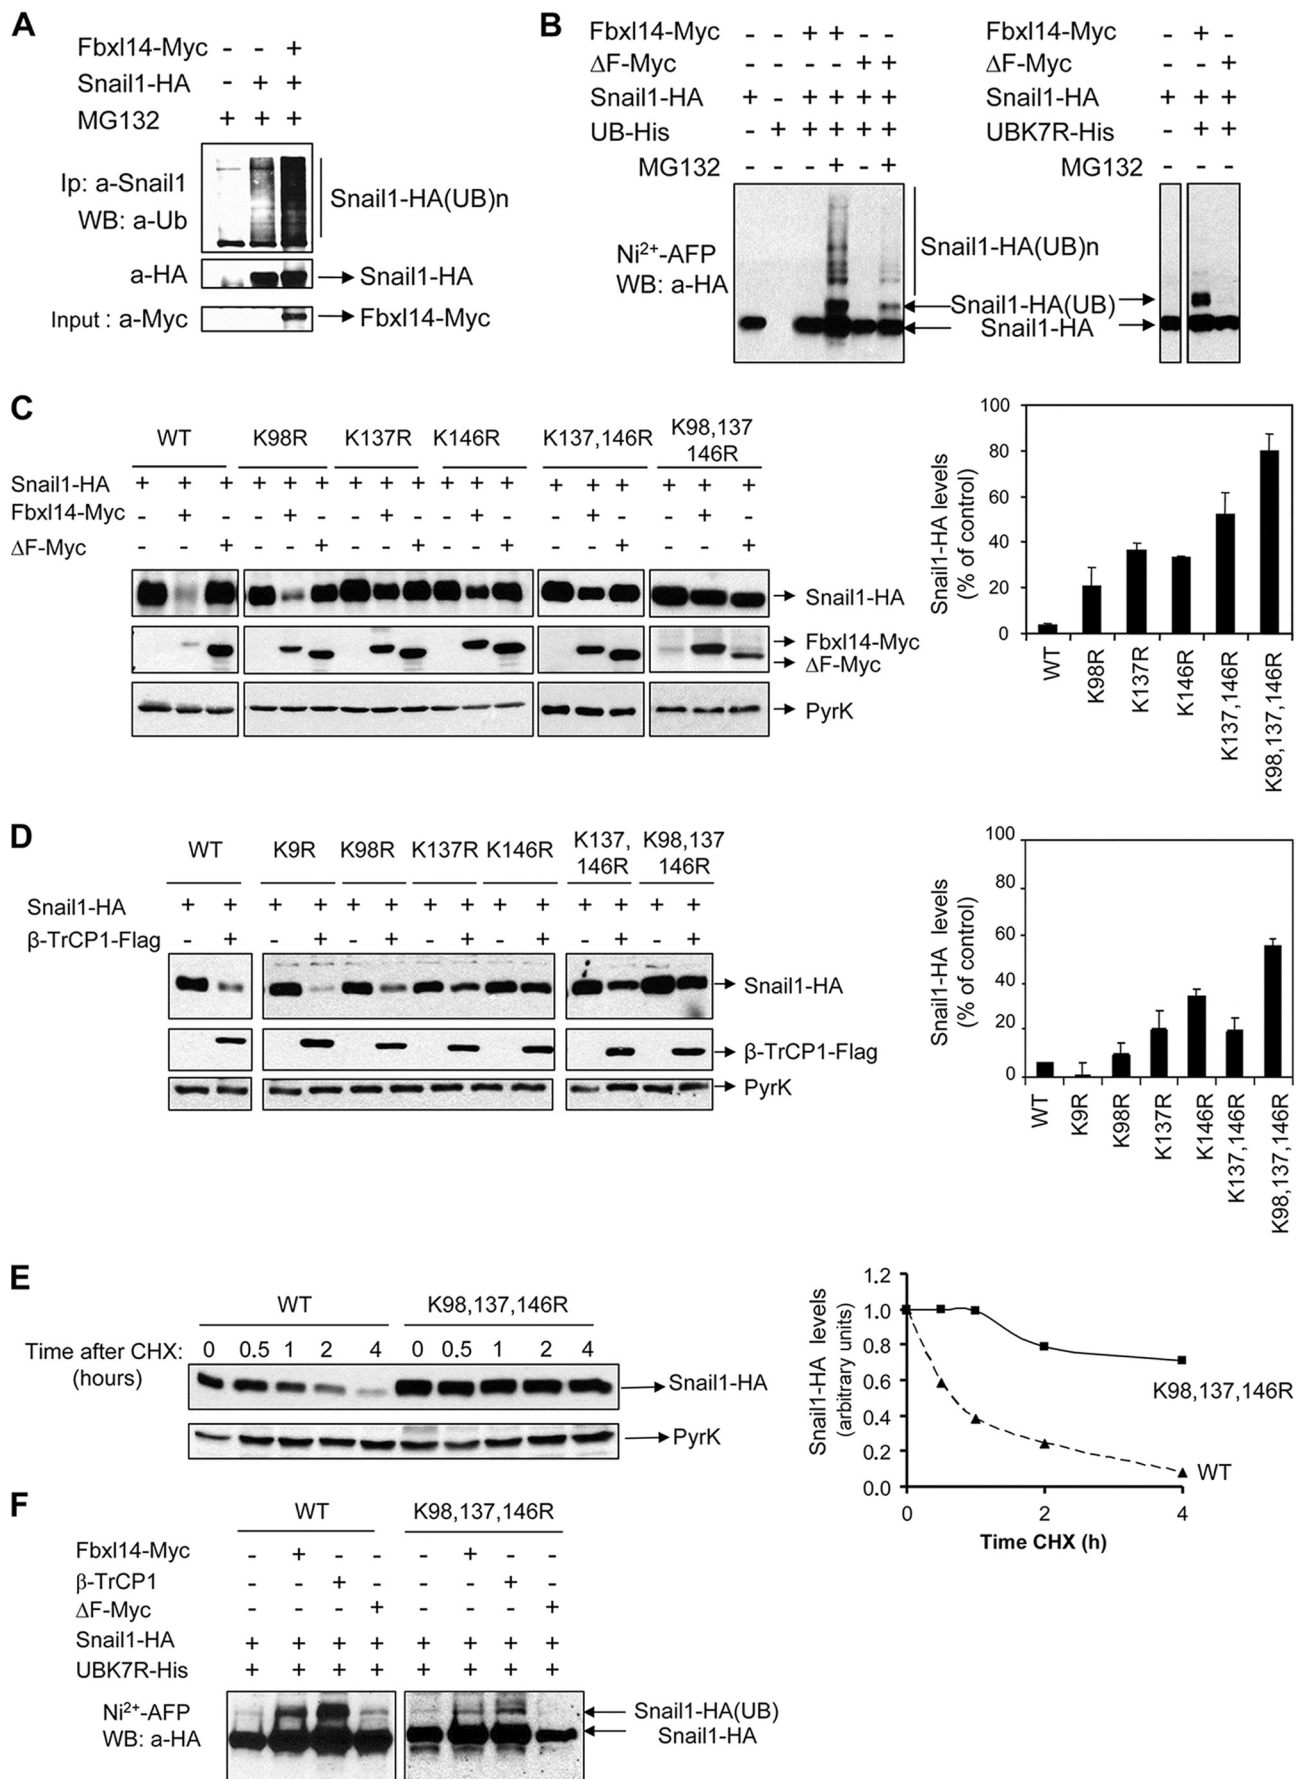 A
Fbxl14-Myc - - +
Snail1-HA - + +
MG132 + + +
Ip: a-Snail1
WB: a-Ub
Snail1-HA(UB)n
a-HA
Snail1-HA
Input : a-Myc
Fbxl14-Myc
B
Fbxl14-Myc - - + + - -
ΔF-Myc - - - - + +
Snail1-HA + - + + + +
UB-His - + + + + +
MG132 - - - + - +
Ni²⁺-AFP
WB: a-HA
Snail1-HA(UB)n
Snail1-HA(UB)
Snail1-HA
Fbxl14-Myc - + -
ΔF-Myc - - +
Snail1-HA + + +
UBK7R-His - + +
MG132 - - -
C
WT K98R K137R K146R K137,146R K98,137
146R
Snail1-HA + + + + + + + + + + + + + + + + + +
Fbxl14-Myc - + - - + - - + - - + - - + - - + -
ΔF-Myc - - + - - + - - + - - + - - + - - +
Snail1-HA
Fbxl14-Myc
ΔF-Myc
PyrK
Snail1-HA levels
(% of control)
100
80
60
40
20
0
WT
K98R
K137R
K146R
K137,146R
K98,137,146R
D
WT K9R K98R K137R K146R K137,
146R K98,137
146R
Snail1-HA + + + + + + + + + + + + + +
β-TrCP1-Flag - + - + - + - + - + - + - +
Snail1-HA
β-TrCP1-Flag
PyrK
Snail1-HA levels
(% of control)
100
80
60
40
20
0
WT
K9R
K98R
K137R
K146R
K137,146R
K98,137,146R
E
WT K98,137,146R
Time after CHX: 0 0.5 1 2 4 0 0.5 1 2 4
(hours)
Snail1-HA
PyrK
Snail1-HA levels
(arbitrary units)
1.2
1.0
0.8
0.6
0.4
0.2
0.0
K98,137,146R
WT
0 2 4
Time CHX (h)
F
WT K98,137,146R
Fbxl14-Myc - + - - - + - -
β-TrCP1 - - + - - - + -
ΔF-Myc - - - + - - - +
Snail1-HA + + + + + + + +
UBK7R-His + + + + + + + +
Ni²⁺-AFP
WB: a-HA
Snail1-HA(UB)
Snail1-HA